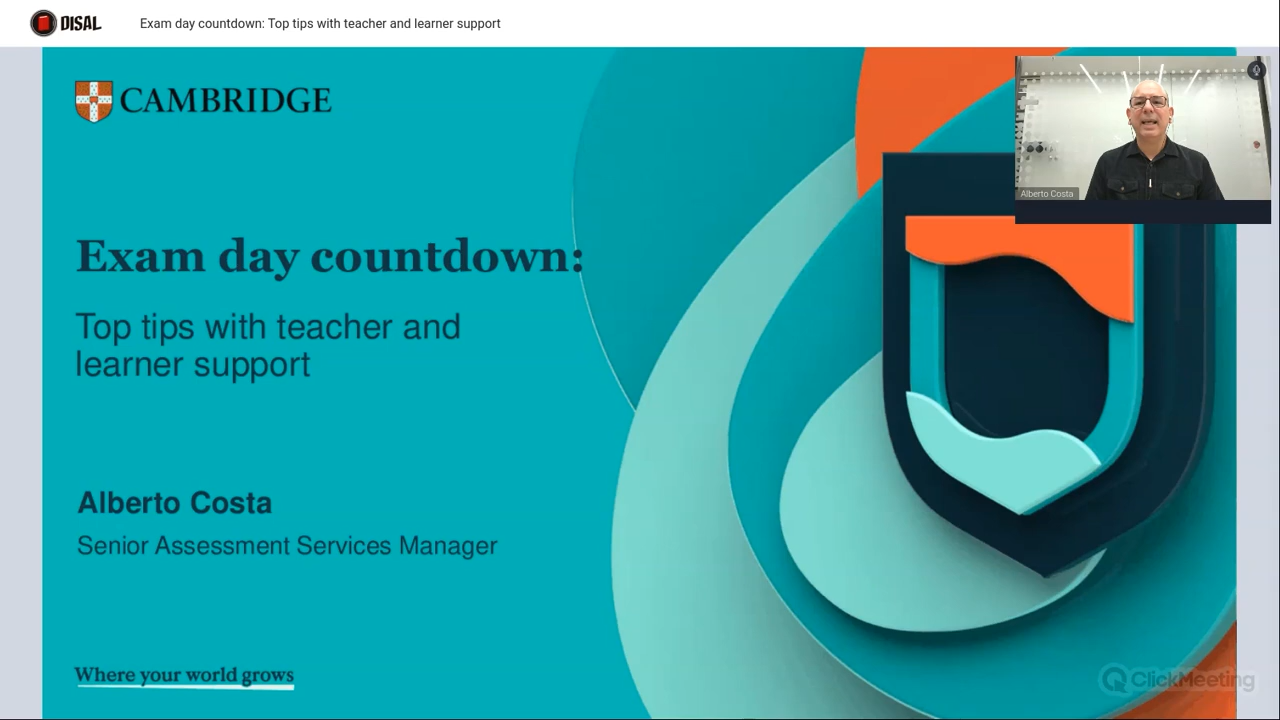 DISAL
Exam day countdown: Top tips with teacher and learner support
CAMBRIDGE
Alberto Costa
Exam day countdown:
Top tips with teacher and
learner support
Alberto Costa
Senior Assessment Services Manager
Where your world grows
ClickMeeting